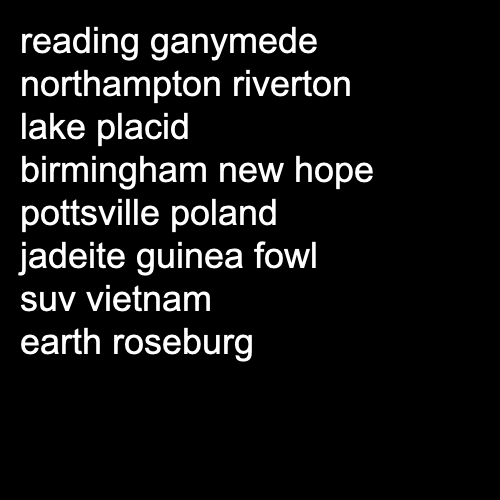 reading ganymede
northampton riverton
lake placid
birmingham new hope
pottsville poland
jadeite guinea fowl
suv vietnam
earth roseburg